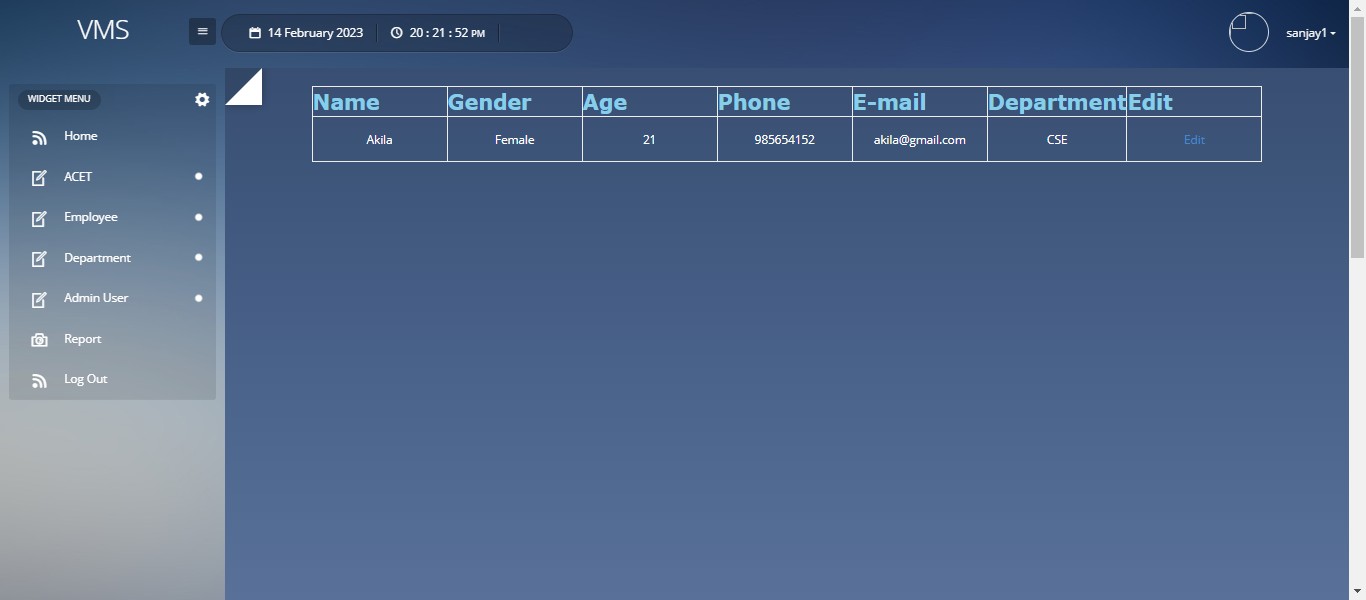 VMS
14 February 2023 20 : 21 : 52 PM
sanjay1
WIDGET MENU
Home
ACET
Employee
Department
Admin User
Report
Log Out
Name Gender Age Phone E-mail Department Edit
Akila Female 21 985654152 akila@gmail.com CSE Edit